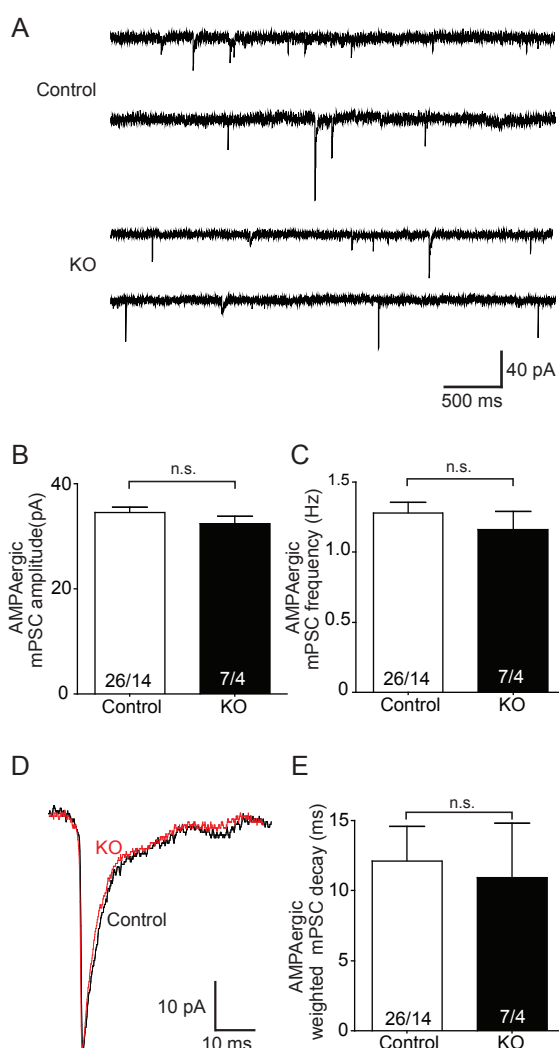 A
Control
KO
40 pA
500 ms
B
n.s.
40
20
0
AMPAergic
mPSC amplitude(pA)
26/14
7/4
Control
KO
C
n.s.
1.5
1.0
0.5
0
AMPAergic
mPSC frequency (Hz)
26/14
7/4
Control
KO
D
KO
Control
10 pA
10 ms
E
n.s.
15
10
5
0
AMPAergic
weighted mPSC decay (ms)
26/14
7/4
Control
KO